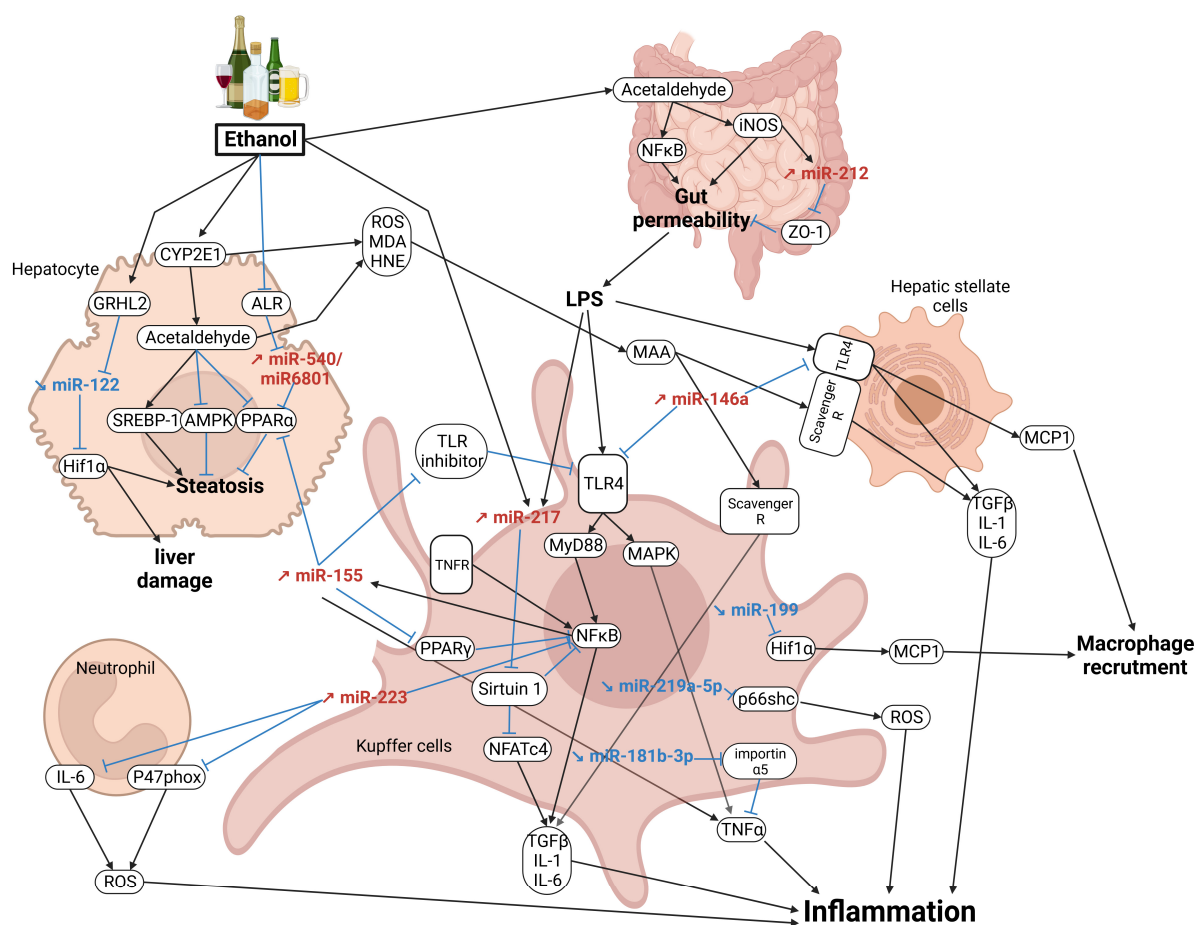 Ethanol
Acetaldehyde
iNOS
NFκB
↗ miR-212
Gut
permeability
ZO-1
ROS
MDA
HNE
CYP2E1
Hepatocyte
GRHL2
ALR
Acetaldehyde
↗ miR-540/
miR6801
↘ miR-122
SREBP-1
AMPK
PPARα
Hif1α
Steatosis
liver
damage
LPS
MAA
Hepatic stellate
cells
TLR4
Scavenger
R
MCP1
TGFβ
IL-1
IL-6
↗ miR-146a
TLR
inhibitor
TLR4
Scavenger
R
↗ miR-217
MyD88
MAPK
TNFR
↗ miR-155
NFκB
↘ miR-199
Hif1α
MCP1
Macrophage
recrutment
PPARγ
Sirtuin 1
↘ miR-219a-5p
p66shc
ROS
Neutrophil
↗ miR-223
Kupffer cells
NFATc4
↘ miR-181b-3p
importin
α5
IL-6
P47phox
TNFα
TGFβ
IL-1
IL-6
ROS
Inflammation